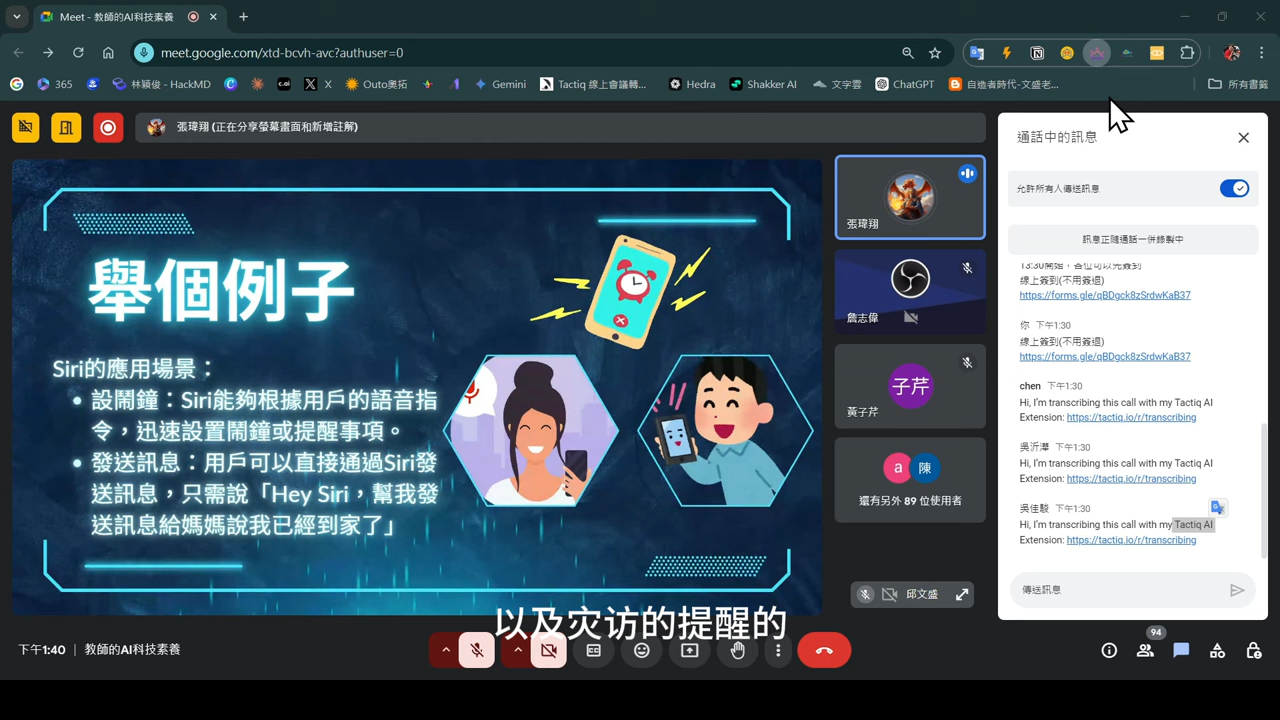 Meet - 教師的AI科技素養
meet.google.com/xtd-bcvh-avc?authuser=0
365
林穎俊 - HackMD
c.ai
X
Outo奧拓
Gemini
Tactiq 線上會議轉...
Hedra
Shakker AI
文字雲
ChatGPT
自造者時代-文盛老...
所有書籤
張瑋翔 (正在分享螢幕畫面和新增註解)
舉個例子
Siri的應用場景：
• 設鬧鐘：Siri能夠根據用戶的語音指
令，迅速設置鬧鐘或提醒事項。
• 發送訊息：用戶可以直接通過Siri發
送訊息，只需說「Hey Siri，幫我發
送訊息給媽媽說我已經到家了」
張瑋翔
詹志偉
子芹
黃子芹
a 陳
還有另外 89 位使用者
邱文盛
通話中的訊息
允許所有人傳送訊息
訊息正隨通話一併錄製中
13:30開始，各位可以先簽到
線上簽到(不用簽退)
https://forms.gle/qBDgck8zSrdwKaB37
你 下午1:30
線上簽到(不用簽退)
https://forms.gle/qBDgck8zSrdwKaB37
chen 下午1:30
Hi, I'm transcribing this call with my Tactiq AI
Extension: https://tactiq.io/r/transcribing
吳沂澤 下午1:30
Hi, I'm transcribing this call with my Tactiq AI
Extension: https://tactiq.io/r/transcribing
吳佳駿 下午1:30
Hi, I'm transcribing this call with my Tactiq AI
Extension: https://tactiq.io/r/transcribing
傳送訊息
以及灾访的提醒的
下午1:40 | 教師的AI科技素養
94